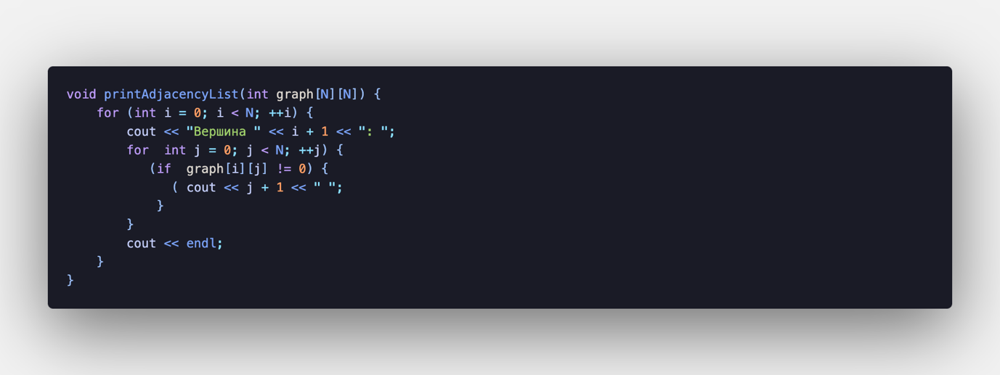 void printAdjacencyList(int graph[N][N]) {
    for (int i = 0; i < N; ++i) {
        cout << "Вершина " << i + 1 << ": ";
        for  int j = 0; j < N; ++j) {
           (if  graph[i][j] != 0) {
              ( cout << j + 1 << " ";
            }
        }
        cout << endl;
    }
}